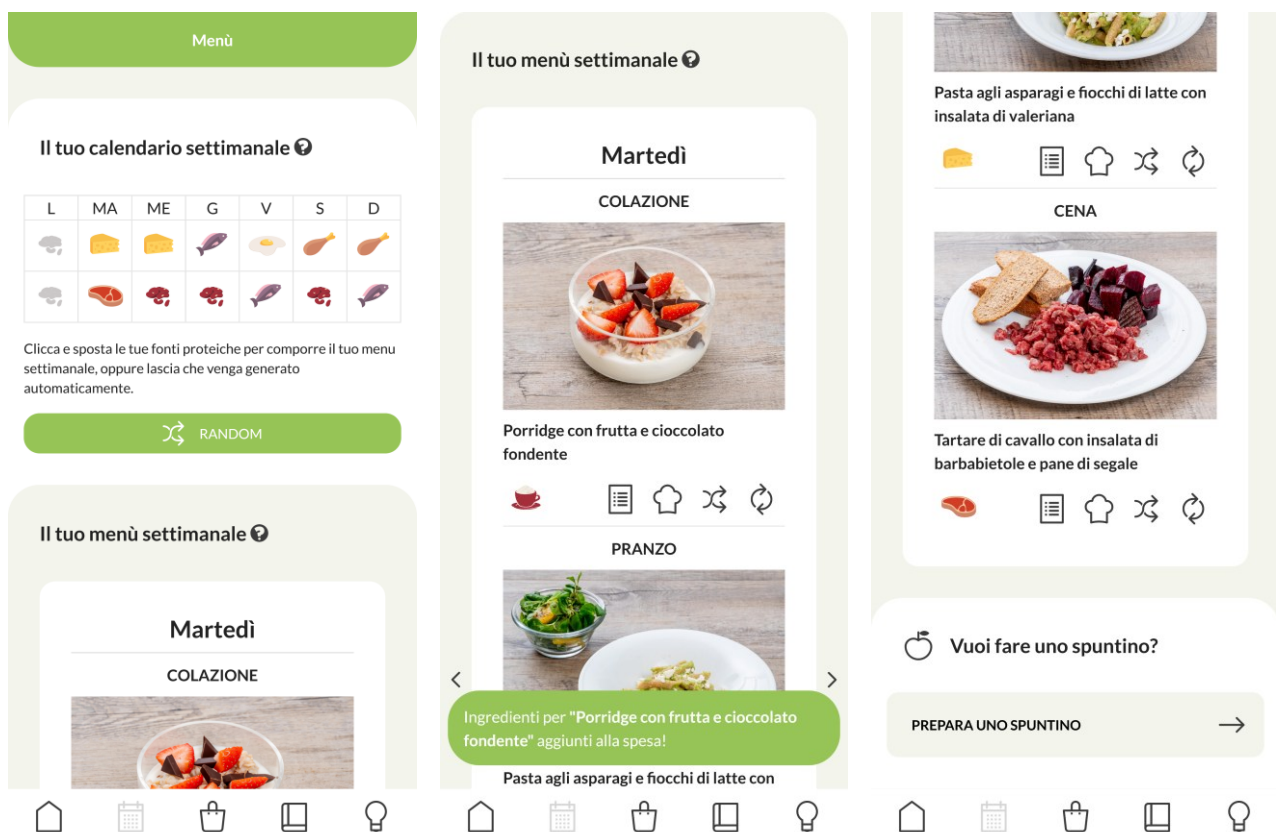 Menù
Il tuo calendario settimanale ?
L MA ME G V S D
Clicca e sposta le tue fonti proteiche per comporre il tuo menu
settimanale, oppure lascia che venga generato
automaticamente.
RANDOM
Il tuo menù settimanale ?
Martedì
COLAZIONE
Il tuo menù settimanale ?
Martedì
COLAZIONE
Porridge con frutta e cioccolato
fondente
PRANZO
Ingredienti per "Porridge con frutta e cioccolato
fondente" aggiunti alla spesa!
Pasta agli asparagi e fiocchi di latte con
Pasta agli asparagi e fiocchi di latte con
insalata di valeriana
CENA
Tartare di cavallo con insalata di
barbabietole e pane di segale
Vuoi fare uno spuntino?
PREPARA UNO SPUNTINO